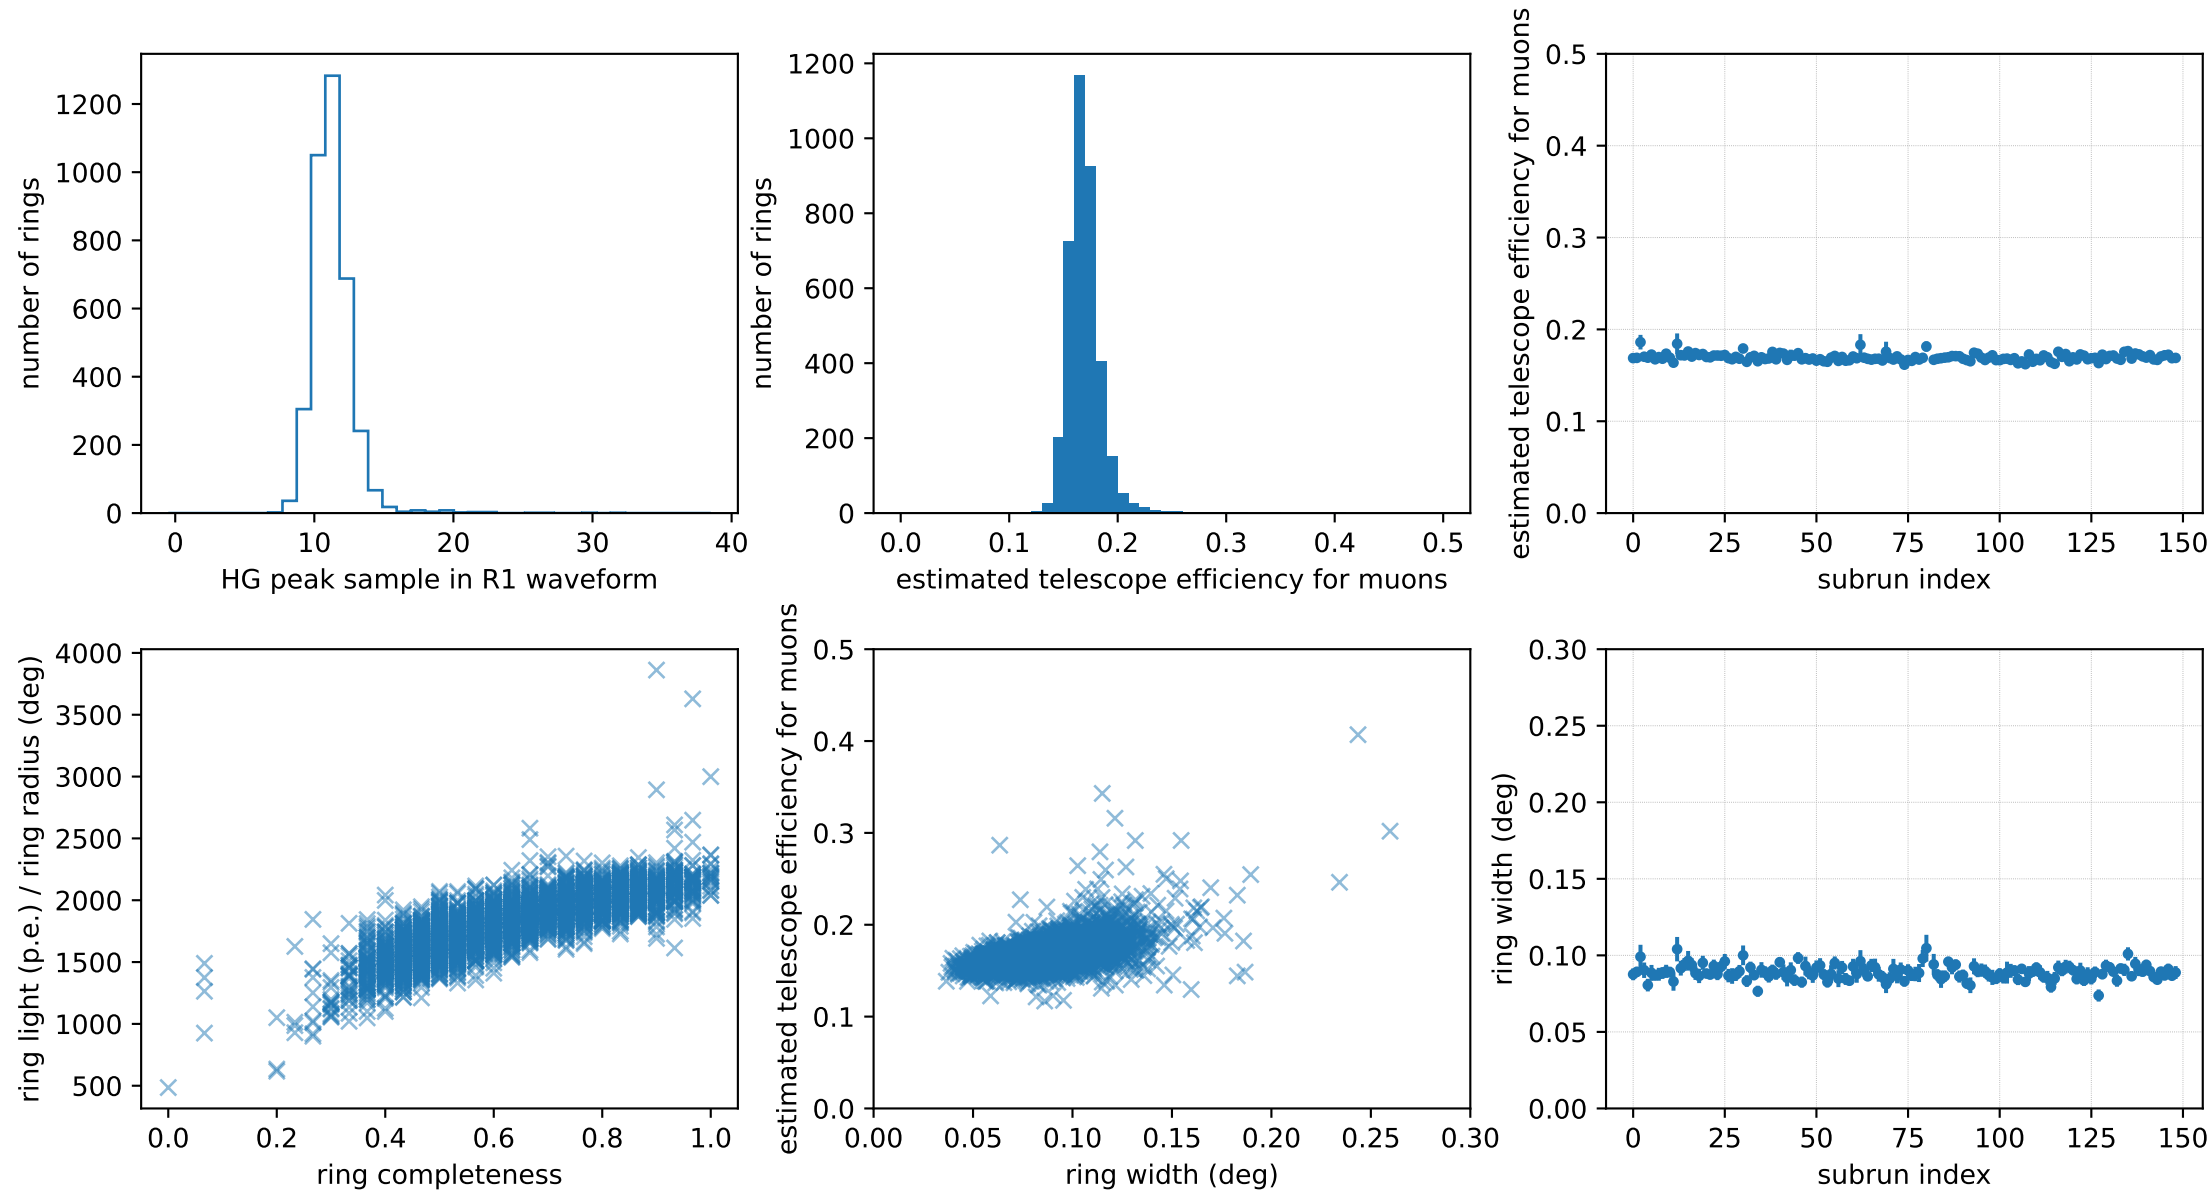 1200
1000
800
600
400
200
0
number of rings
0 10 20 30 40
HG peak sample in R1 waveform
1200
1000
800
600
400
200
0
number of rings
0.0 0.1 0.2 0.3 0.4 0.5
estimated telescope efficiency for muons
0.5
0.4
0.3
0.2
0.1
0.0
estimated telescope efficiency for muons
0 25 50 75 100 125 150
subrun index
4000
3500
3000
2500
2000
1500
1000
500
ring light (p.e.) / ring radius (deg)
0.0 0.2 0.4 0.6 0.8 1.0
ring completeness
0.5
0.4
0.3
0.2
0.1
0.0
estimated telescope efficiency for muons
0.00 0.05 0.10 0.15 0.20 0.25 0.30
ring width (deg)
0.30
0.25
0.20
0.15
0.10
0.05
0.00
ring width (deg)
0 25 50 75 100 125 150
subrun index